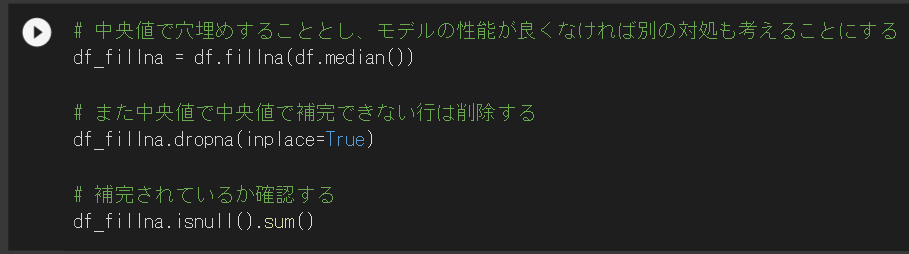 # 中央値で穴埋めすることとし、モデルの性能が良くなければ別の対処も考えることにする
df_fillna = df.fillna(df.median())
# また中央値で中央値で補完できない行は削除する
df_fillna.dropna(inplace=True)
# 補完されているか確認する
df_fillna.isnull().sum()